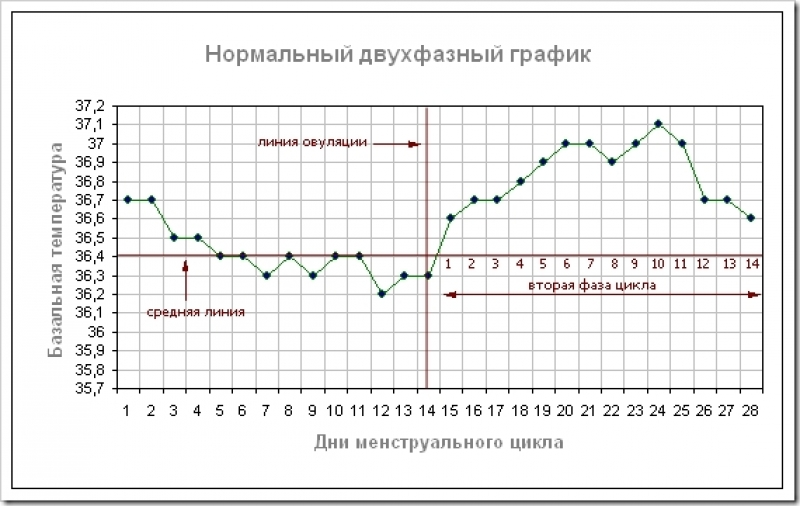 Нормальный двухфазный график
Базальная температура
37,2
37,1
37
36,9
36,8
36,7
36,6
36,5
36,4
36,3
36,2
36,1
36
35,9
35,8
35,7
линия овуляции
1 2 3 4 5 6 7 8 9 10 11 12 13 14
вторая фаза цикла
средняя линия
1 2 3 4 5 6 7 8 9 10 11 12 13 14 15 16 17 18 19 20 21 22 23 24 25 26 27 28
Дни менструального цикла